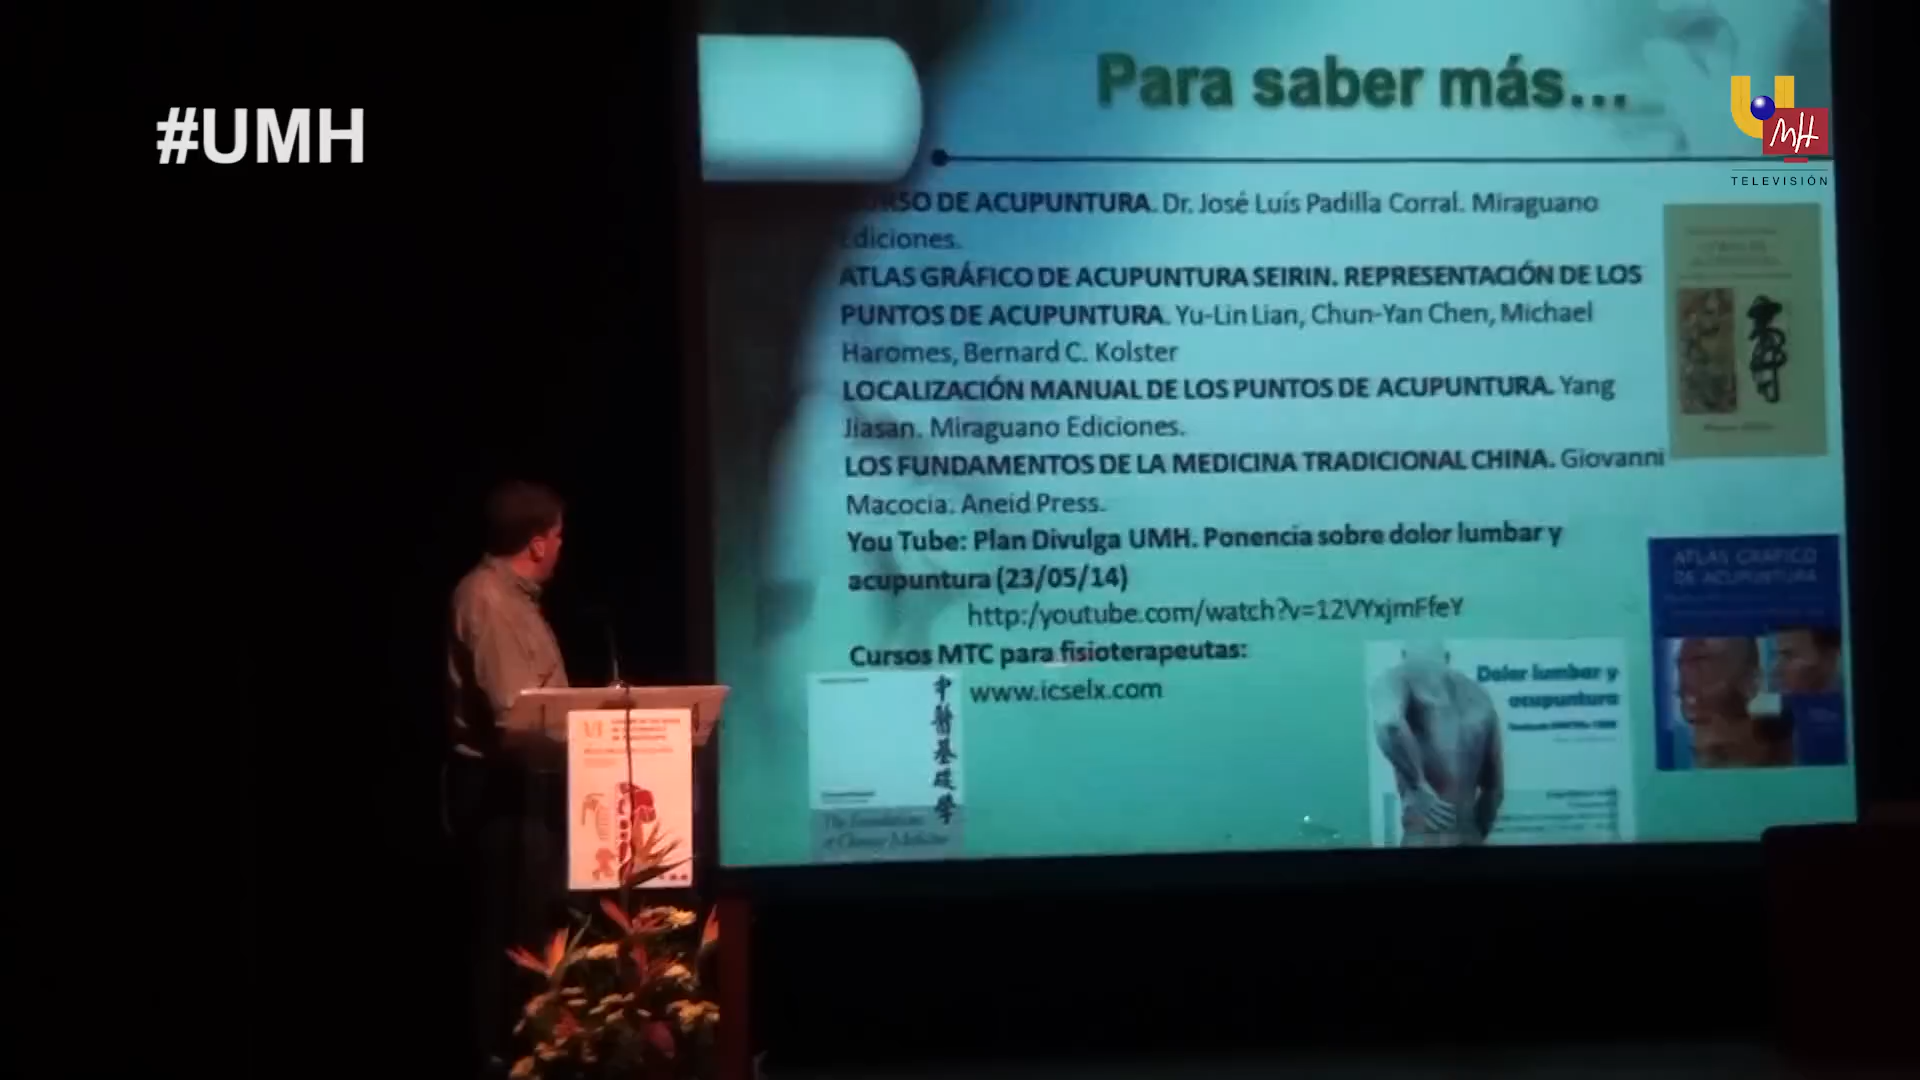 #UMH
Para saber más...
MH
TELEVISIÓN
RSO DE ACUPUNTURA. Dr. José Luís Padilla Corral. Miraguano
Ediciones.
ATLAS GRÁFICO DE ACUPUNTURA SEIRIN. REPRESENTACIÓN DE LOS
PUNTOS DE ACUPUNTURA. Yu-Lin Lian, Chun-Yan Chen, Michael
Haromes, Bernard C. Kolster
LOCALIZACIÓN MANUAL DE LOS PUNTOS DE ACUPUNTURA. Yang
Jiasan. Miraguano Ediciones.
LOS FUNDAMENTOS DE LA MEDICINA TRADICIONAL CHINA. Giovanni
Macocia. Aneid Press.
You Tube: Plan Divulga UMH. Ponencia sobre dolor lumbar y
acupuntura (23/05/14)
http:/youtube.com/watch?v=12VYxjmFfeY
Cursos MTC para fisioterapeutas:
www.icselx.com
ATLAS GRÁFICO
DE ACUPUNTURA
Dolor lumbar y
acupuntura
中醫基礎學
The Foundations
of Chinese Medicine
VI